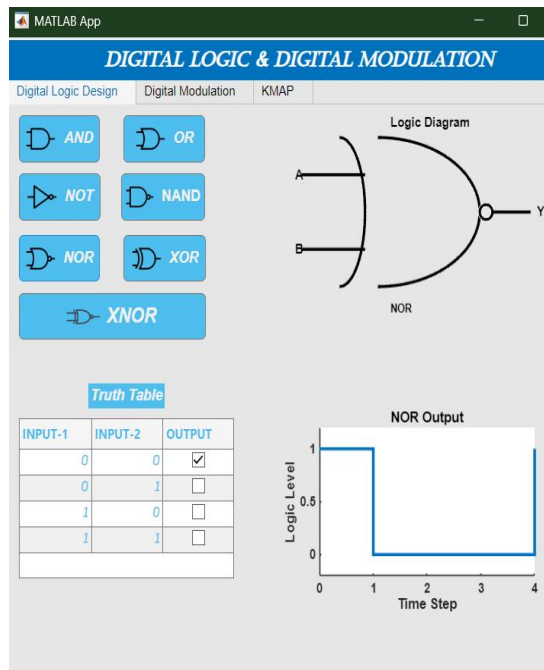 MATLAB App
DIGITAL LOGIC & DIGITAL MODULATION
Digital Logic Design Digital Modulation KMAP
AND OR
NOT NAND
NOR XOR
XNOR
Logic Diagram
A
B
Y
NOR
Truth Table
INPUT-1 INPUT-2 OUTPUT
0 0
0 1
1 0
1 1
NOR Output
Logic Level
1
0.5
0
0 1 2 3 4
Time Step